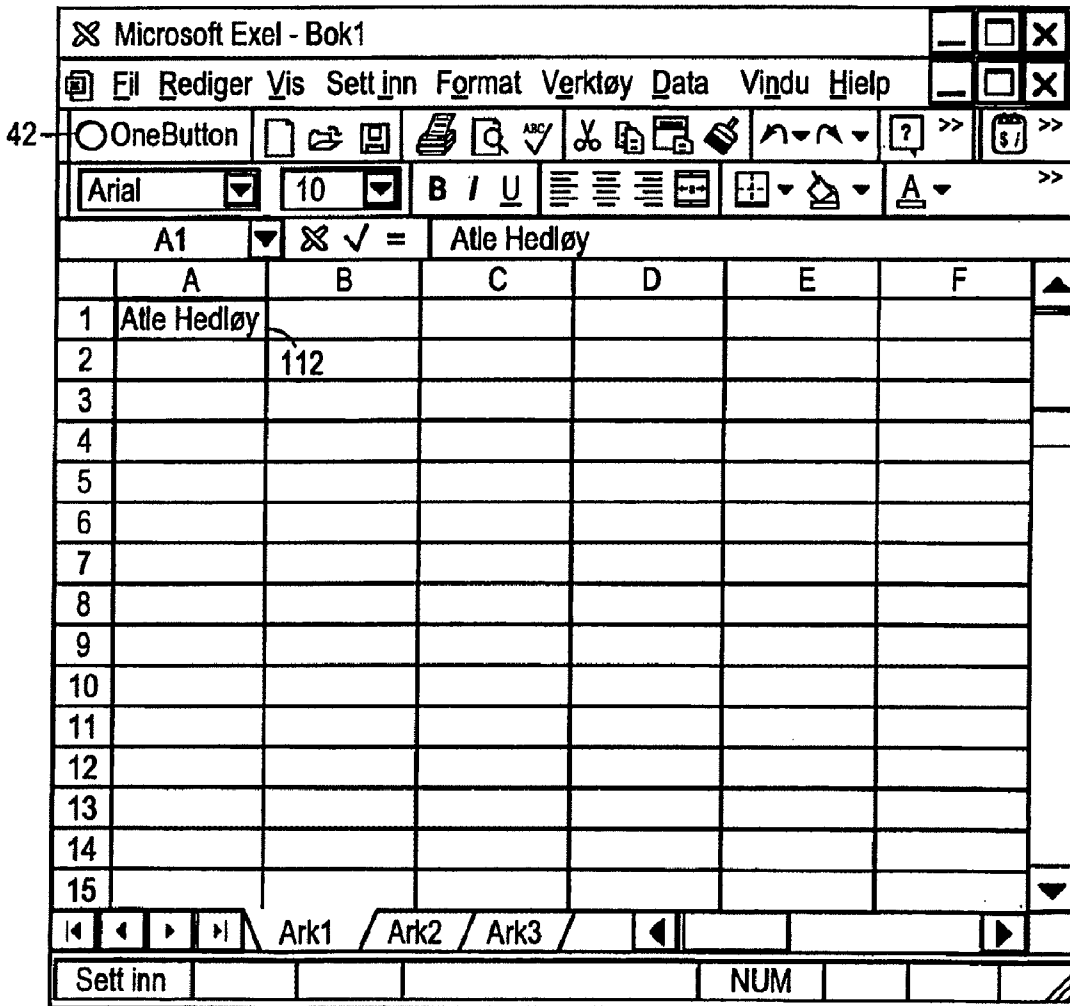 Microsoft Exel - Bok1
Fil Rediger Vis Sett inn Format Verktøy Data Vindu Hielp
42 OneButton ABC ? >> $ / >>
Arial 10 B I U A >>
A1 = Atle Hedløy
A B C D E F
1 Atle Hedløy
2 112
3
4
5
6
7
8
9
10
11
12
13
14
15
Ark1 Ark2 Ark3
Sett inn NUM